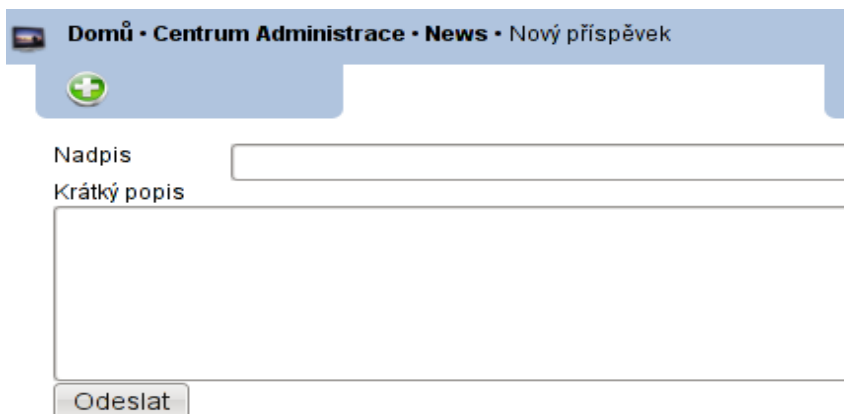 Domů • Centrum Administrace • News • Nový příspěvek
Nadpis
Krátký popis
Odeslat